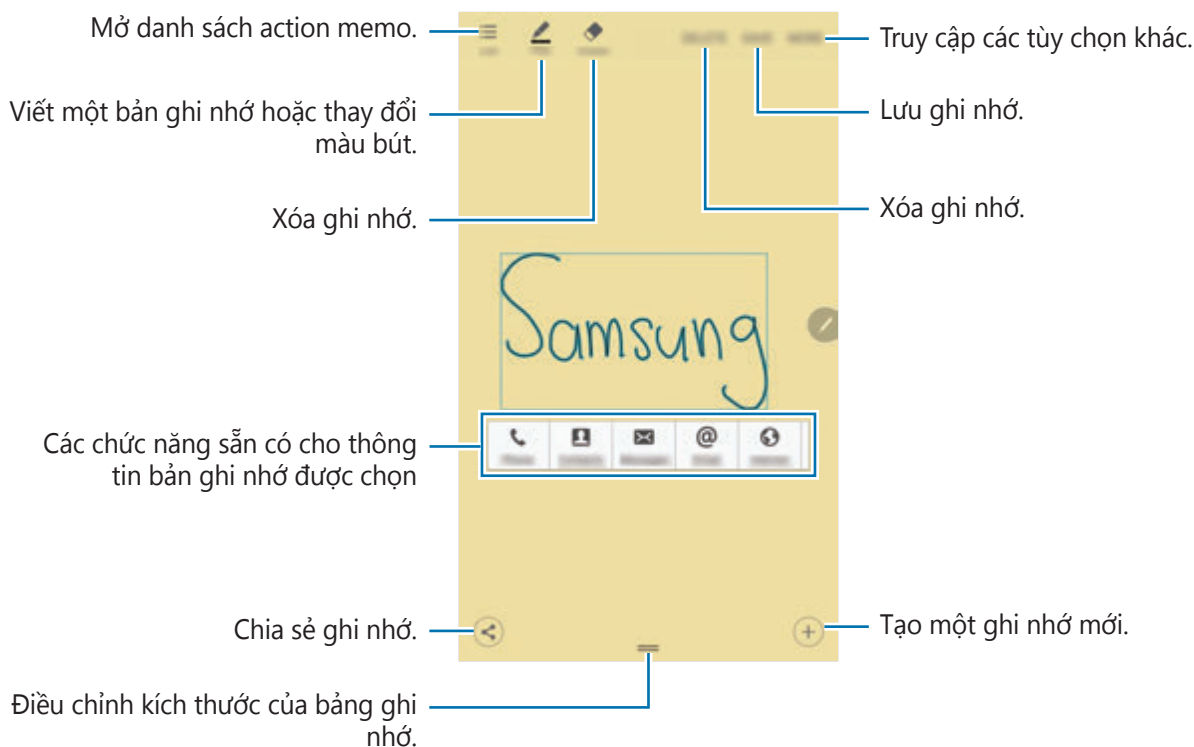 Mở danh sách action memo.
Viết một bản ghi nhớ hoặc thay đổi
màu bút.
Xóa ghi nhớ.
Các chức năng sẵn có cho thông
tin bản ghi nhớ được chọn
Chia sẻ ghi nhớ.
Điều chỉnh kích thước của bảng ghi
nhớ.
Samsung
Truy cập các tùy chọn khác.
Lưu ghi nhớ.
Xóa ghi nhớ.
Tạo một ghi nhớ mới.